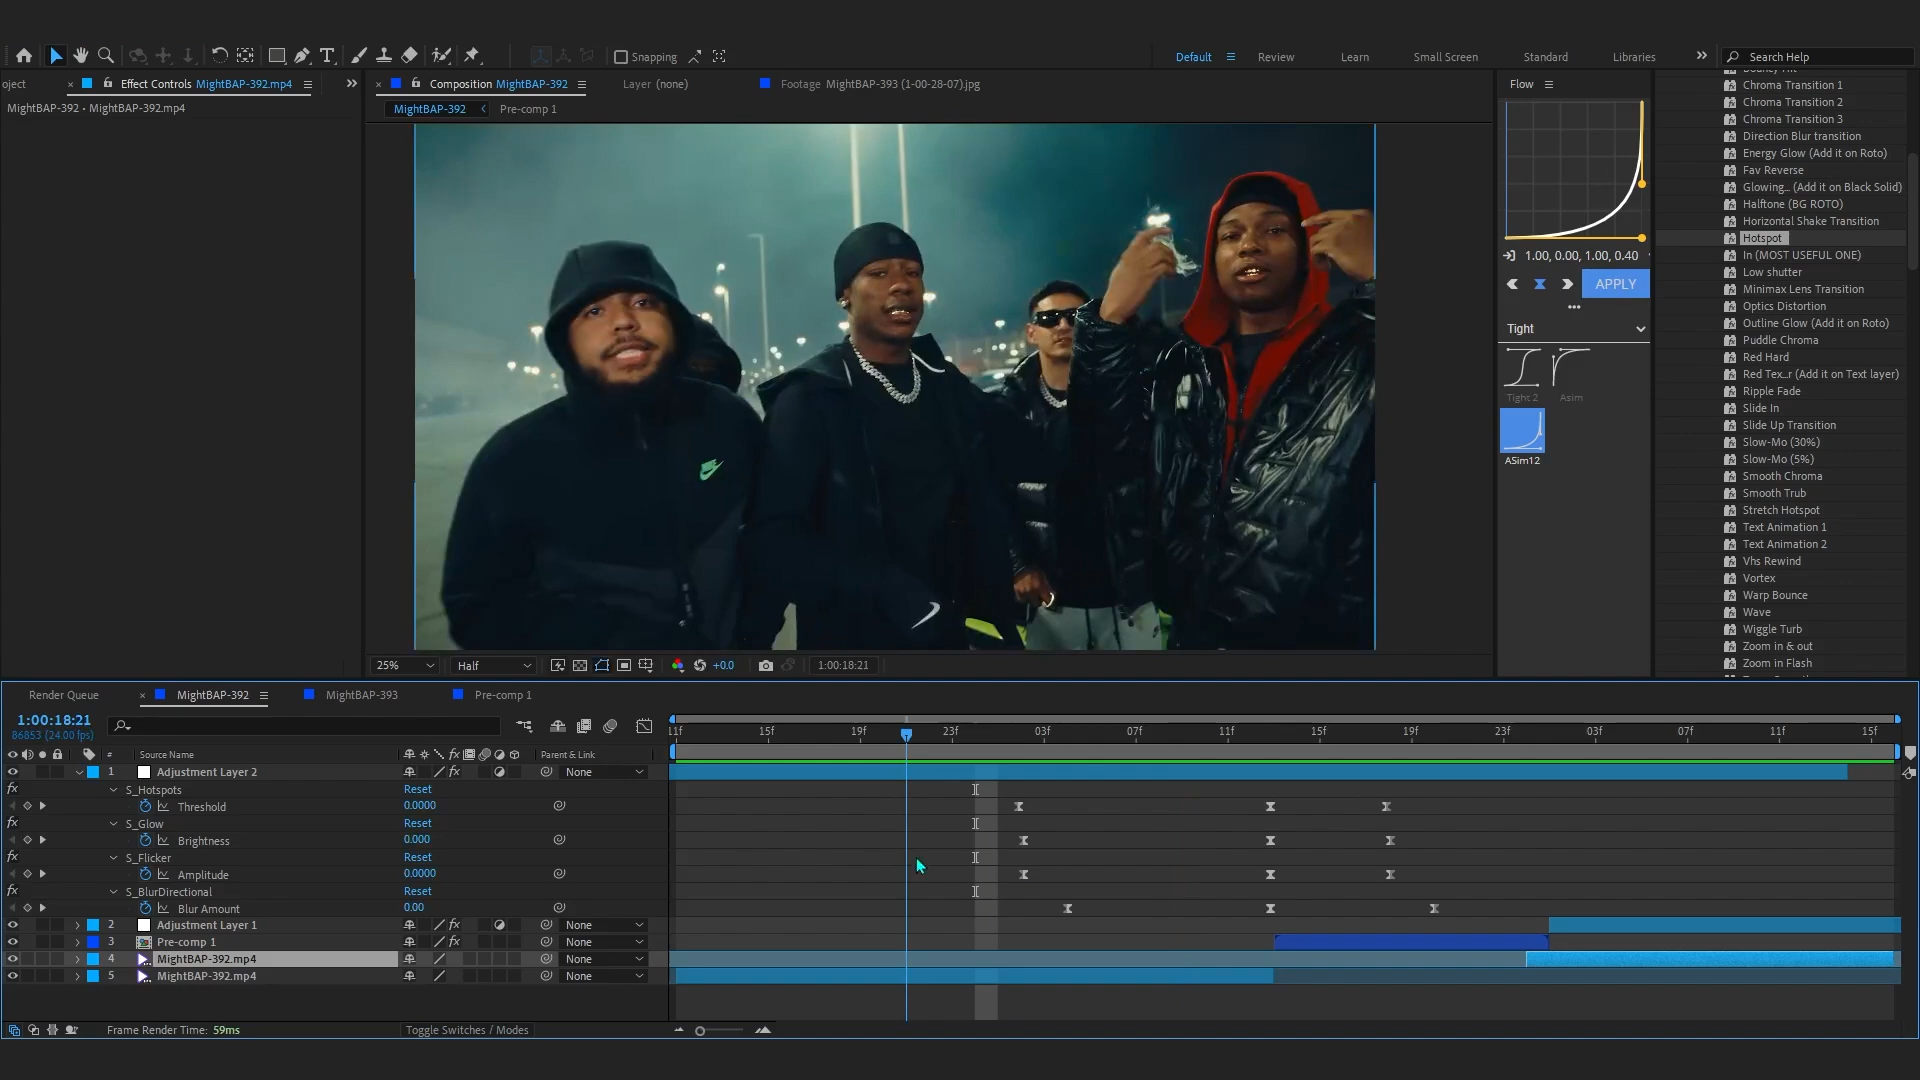 Snapping
Default
Review
Learn
Small Screen
Standard
Libraries
Search Help
oject
Effect Controls MightBAP-392.mp4
MightBAP-392 • MightBAP-392.mp4
Composition MightBAP-392
Layer (none)
Footage MightBAP-393 (1-00-28-07).jpg
MightBAP-392
Pre-comp 1
Flow
1.00, 0.00, 1.00, 0.40
APPLY
Tight
Tight 2
Asim
ASim12
Chroma Transition 1
Chroma Transition 2
Chroma Transition 3
Direction Blur transition
Energy Glow (Add it on Roto)
Fav Reverse
Glowing... (Add it on Black Solid)
Halftone (BG ROTO)
Horizontal Shake Transition
Hotspot
In (MOST USEFUL ONE)
Low shutter
Minimax Lens Transition
Optics Distortion
Outline Glow (Add it on Roto)
Puddle Chroma
Red Hard
Red Tex...r (Add it on Text layer)
Ripple Fade
Slide In
Slide Up Transition
Slow-Mo (30%)
Slow-Mo (5%)
Smooth Chroma
Smooth Trub
Stretch Hotspot
Text Animation 1
Text Animation 2
Vhs Rewind
Vortex
Warp Bounce
Wave
Wiggle Turb
Zoom in & out
Zoom in Flash
25%
Half
+0.0
1:00:18:21
Render Queue
MightBAP-392
MightBAP-393
Pre-comp 1
1:00:18:21
86853 (24.00 fps)
11f 15f 19f 23f 03f 07f 11f 15f 19f 23f 03f 07f 11f 15f
# Source Name
Parent & Link
1 Adjustment Layer 2 None
S_Hotspots Reset
Threshold 0.0000
S_Glow Reset
Brightness 0.000
S_Flicker Reset
Amplitude 0.0000
S_BlurDirectional Reset
Blur Amount 0.00
2 Adjustment Layer 1 None
3 Pre-comp 1 None
4 MightBAP-392.mp4 None
5 MightBAP-392.mp4 None
Frame Render Time: 59ms
Toggle Switches / Modes